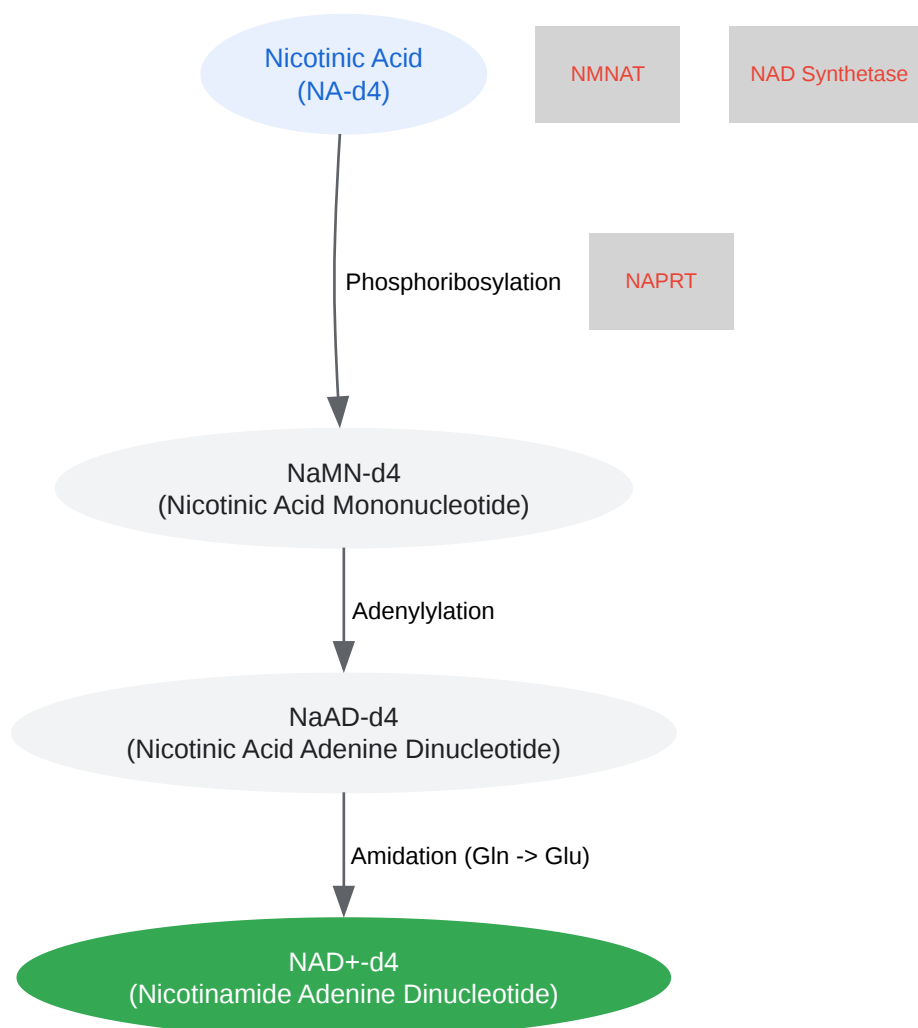 Nicotinic Acid
(NA-d4)
NMNAT
NAD Synthetase
Phosphoribosylation
NAPRT
NaMN-d4
(Nicotinic Acid Mononucleotide)
Adenylylation
NaAD-d4
(Nicotinic Acid Adenine Dinucleotide)
Amidation (Gln -> Glu)
NAD+-d4
(Nicotinamide Adenine Dinucleotide)